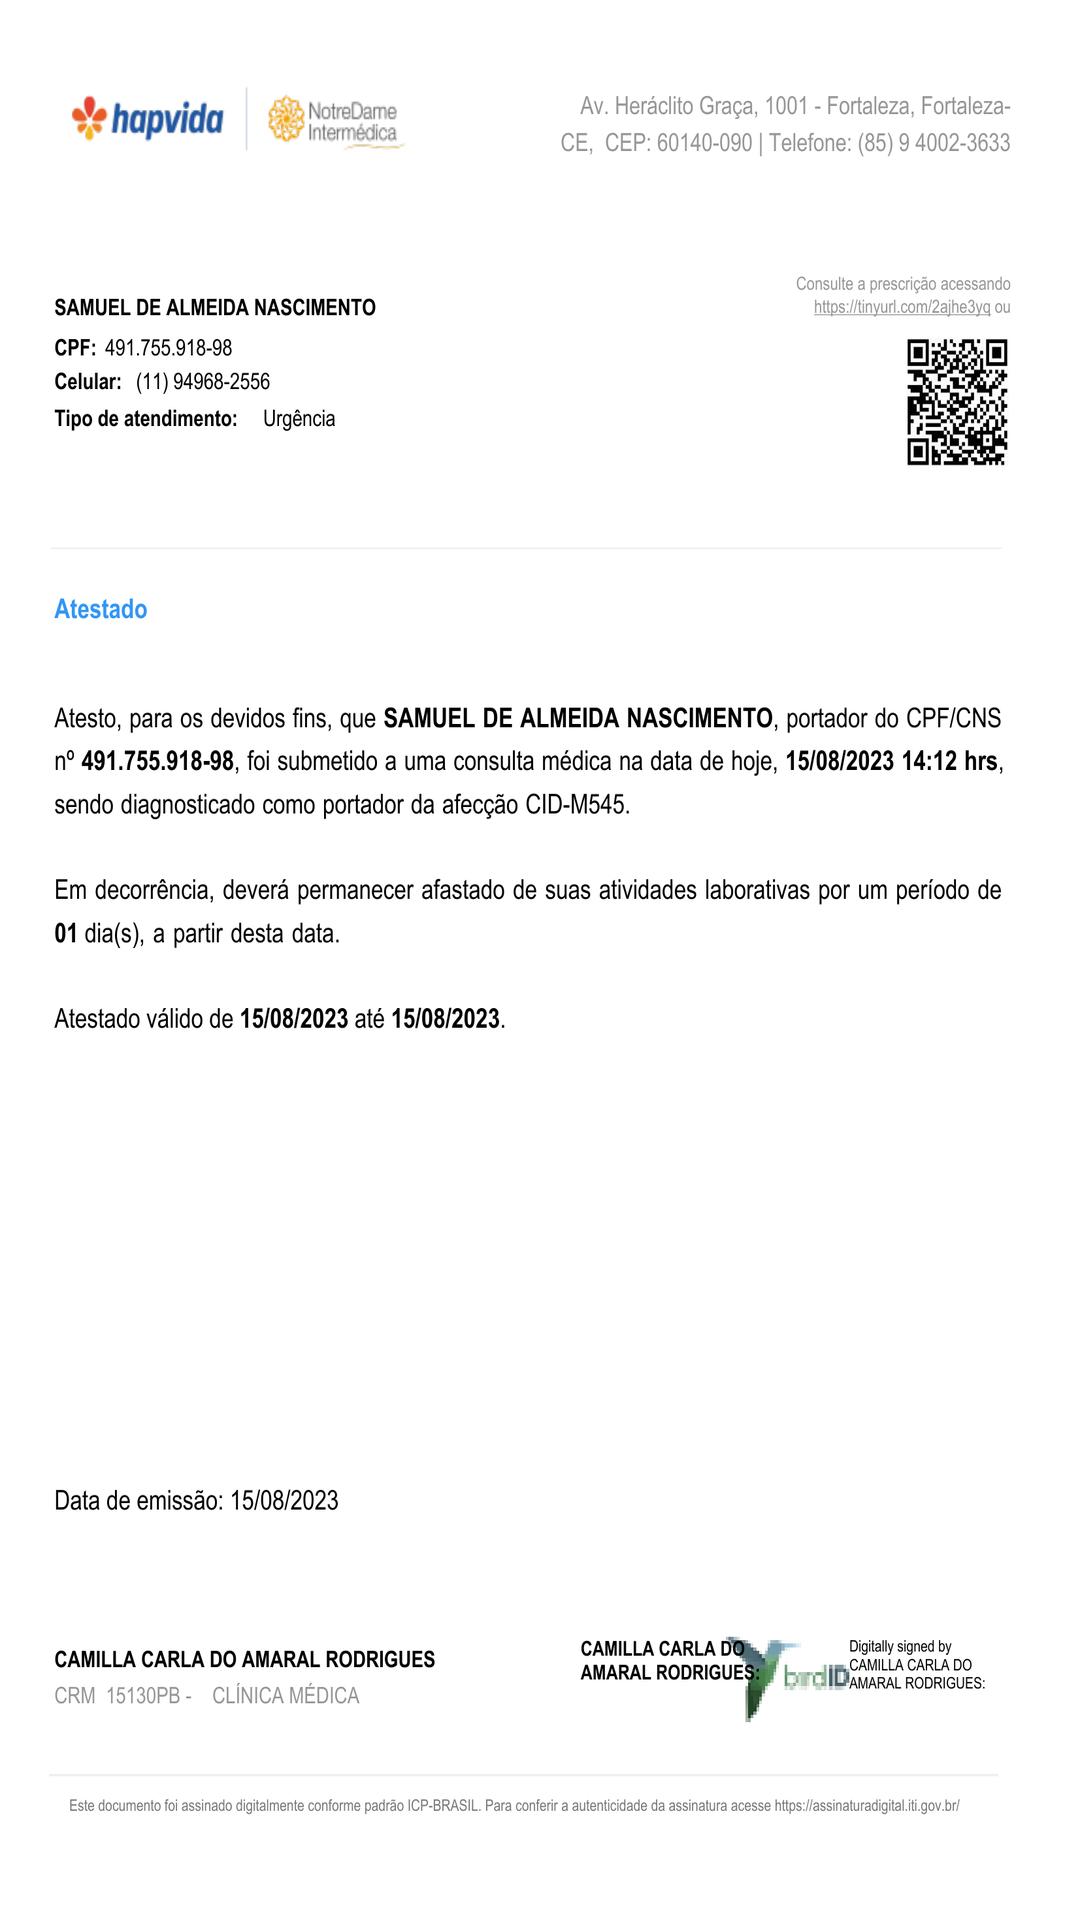 hapvida
NotreDame
Intermédica
Av. Heráclito Graça, 1001 - Fortaleza, Fortaleza-
CE,  CEP: 60140-090 | Telefone: (85) 9 4002-3633
Consulte a prescrição acessando
https://tinyurl.com/2ajhe3yq ou
SAMUEL DE ALMEIDA NASCIMENTO
CPF: 491.755.918-98
Celular: (11) 94968-2556
Tipo de atendimento: Urgência
Atestado
Atesto, para os devidos fins, que SAMUEL DE ALMEIDA NASCIMENTO, portador do CPF/CNS
nº 491.755.918-98, foi submetido a uma consulta médica na data de hoje, 15/08/2023 14:12 hrs,
sendo diagnosticado como portador da afecção CID-M545.
Em decorrência, deverá permanecer afastado de suas atividades laborativas por um período de
01 dia(s), a partir desta data.
Atestado válido de 15/08/2023 até 15/08/2023.
Data de emissão: 15/08/2023
CAMILLA CARLA DO AMARAL RODRIGUES
CRM 15130PB - CLÍNICA MÉDICA
CAMILLA CARLA DO
AMARAL RODRIGUES:
birdID
Digitally signed by
CAMILLA CARLA DO
AMARAL RODRIGUES:
Este documento foi assinado digitalmente conforme padrão ICP-BRASIL. Para conferir a autenticidade da assinatura acesse https://assinaturadigital.iti.gov.br/